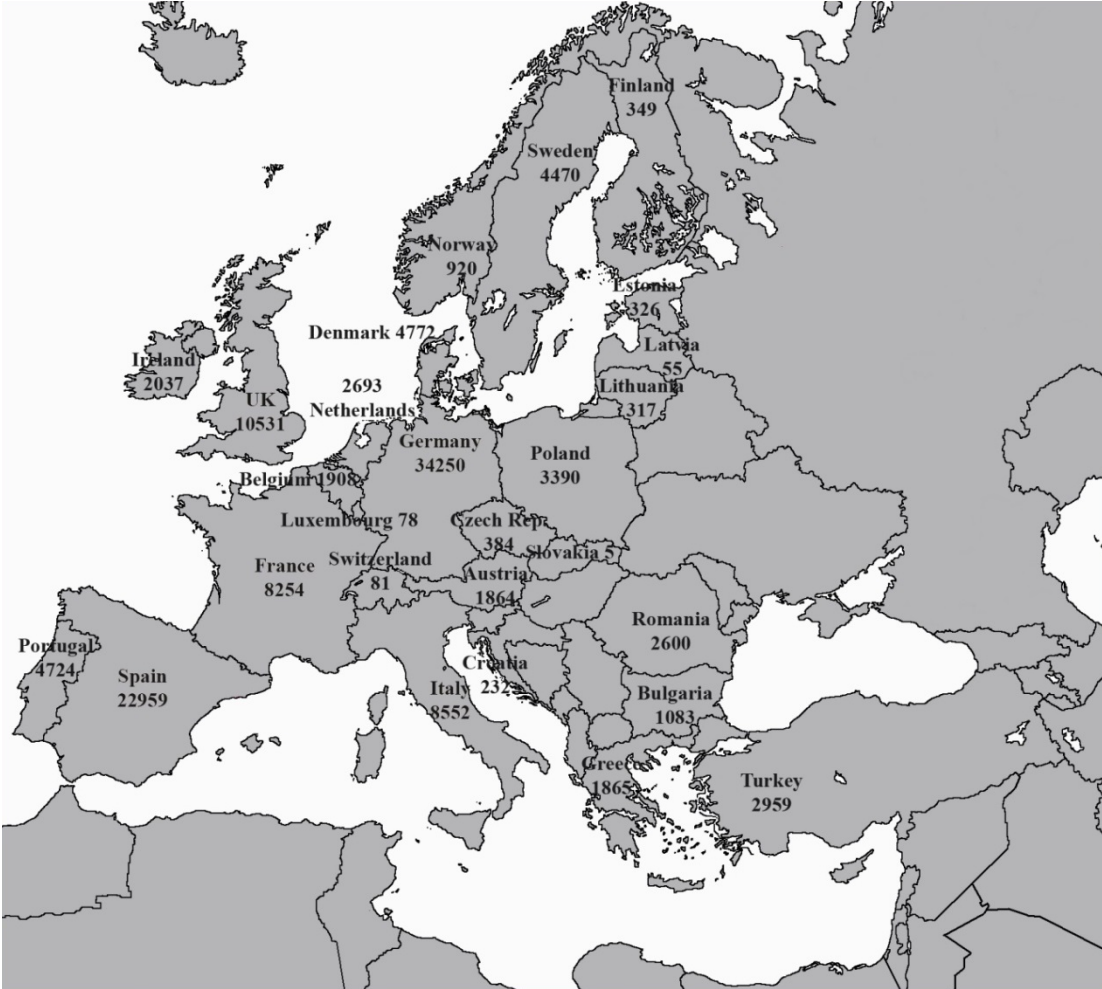 Finland
349
Sweden
4470
Norway
920
Estonia
326
Denmark 4772
Latvia
55
Ireland
2037
Lithuania
317
2693
Netherlands
UK
10531
Germany
34250
Poland
3390
Belgium 1908
Luxembourg 78
Czech Rep.
384
Slovakia 5
Switzerland
81
France
8254
Austria
1864
Romania
2600
Portugal
4724
Spain
22959
Croatia
232
Italy
8552
Bulgaria
1083
Greece
1865
Turkey
2959